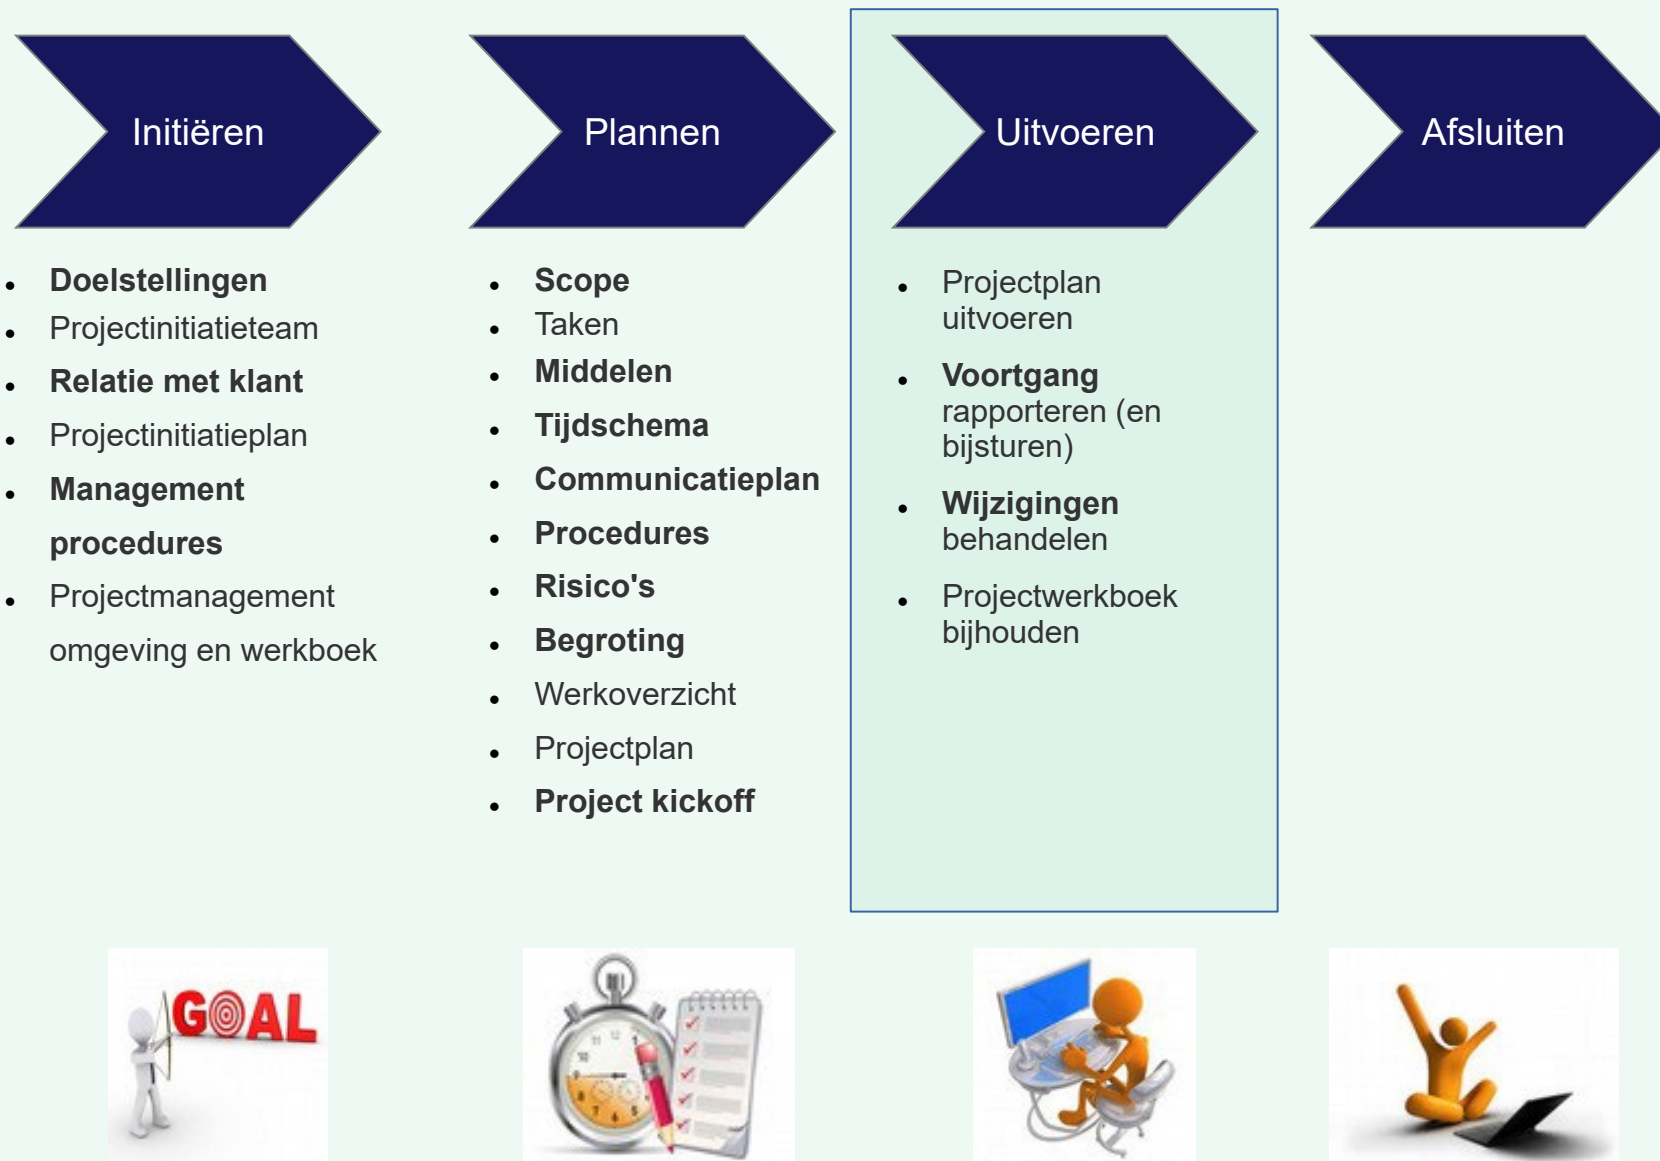 Initiëren
Plannen
Uitvoeren
Afsluiten
• Doelstellingen
• Projectinitiatieteam
• Relatie met klant
• Projectinitiatieplan
• Management
procedures
• Projectmanagement
omgeving en werkboek
• Scope
• Taken
• Middelen
• Tijdschema
• Communicatieplan
• Procedures
• Risico's
• Begroting
• Werkoverzicht
• Projectplan
• Project kickoff
• Projectplan
uitvoeren
• Voortgang
rapporteren (en
bijsturen)
• Wijzigingen
behandelen
• Projectwerkboek
bijhouden
GOAL